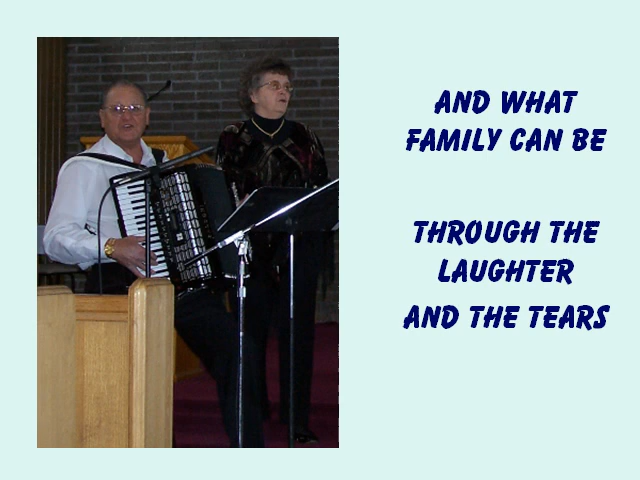 AND WHAT
FAMILY CAN BE
THROUGH THE
LAUGHTER
AND THE TEARS